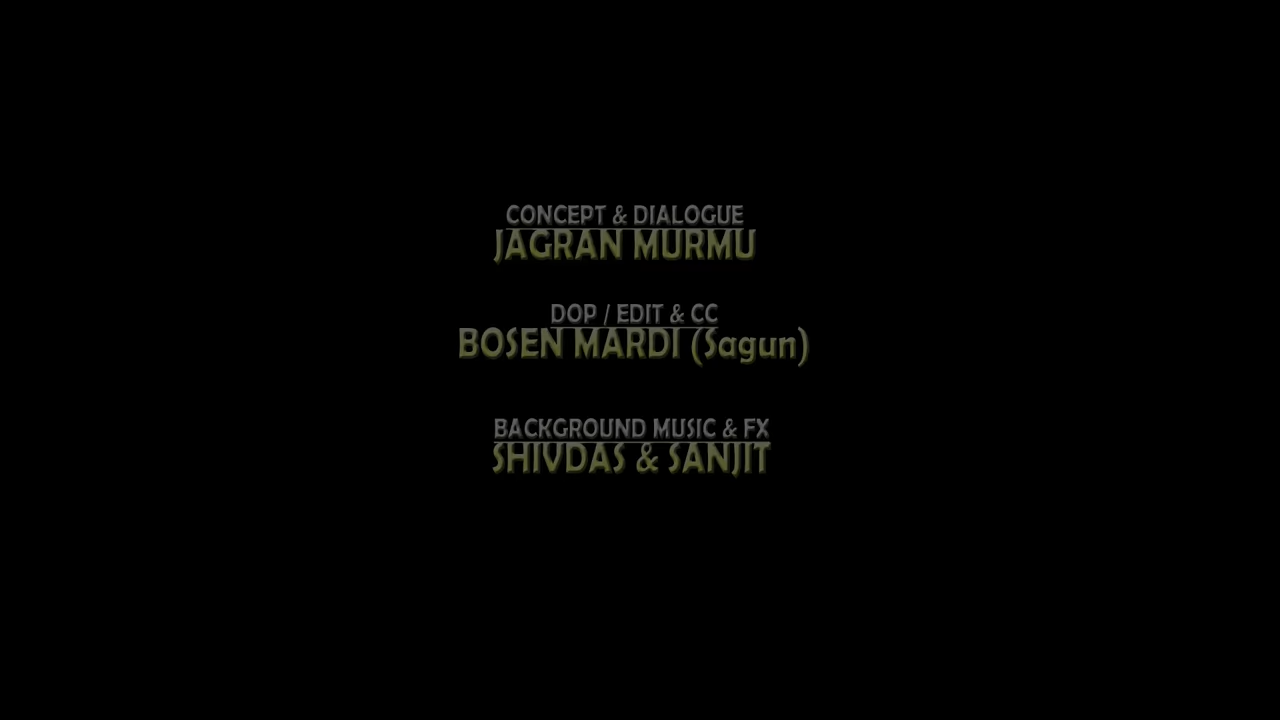 CONCEPT & DIALOGUE
JAGRAN MURMU
DOP / EDIT & CC
BOSEN MARDI (Sagun)
BACKGROUND MUSIC & FX
SHIVDAS & SANJIT